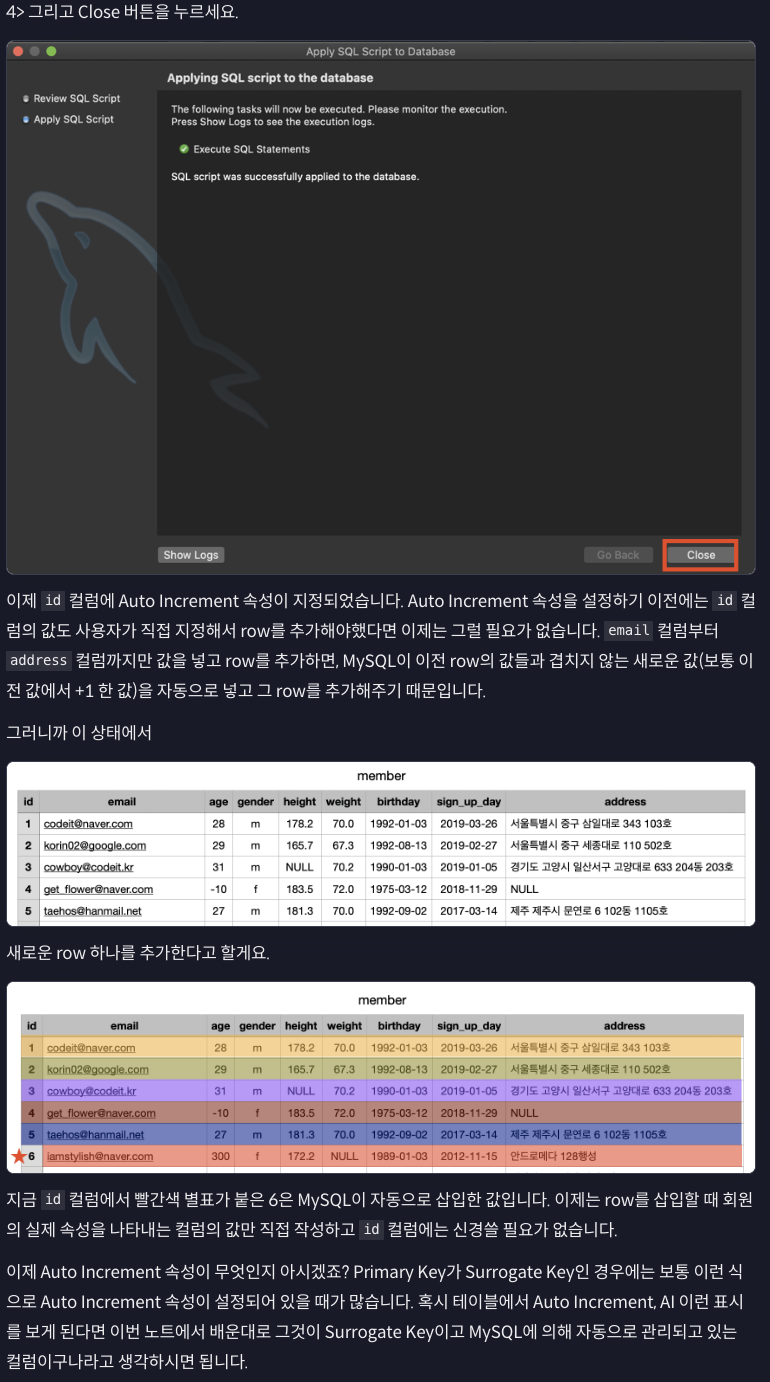 4> 그리고 Close 버튼을 누르세요.
Apply SQL Script to Database
Review SQL Script
Apply SQL Script
Applying SQL script to the database
The following tasks will now be executed. Please monitor the execution.
Press Show Logs to see the execution logs.
Execute SQL Statements
SQL script was successfully applied to the database.
Show Logs Go Back Close
이제 id 컬럼에 Auto Increment 속성이 지정되었습니다. Auto Increment 속성을 설정하기 이전에는 id 컬
럼의 값도 사용자가 직접 지정해서 row를 추가해야했다면 이제는 그럴 필요가 없습니다. email 컬럼부터
address 컬럼까지만 값을 넣고 row를 추가하면, MySQL이 이전 row의 값들과 겹치지 않는 새로운 값(보통 이
전 값에서 +1 한 값)을 자동으로 넣고 그 row를 추가해주기 때문입니다.
그러니까 이 상태에서
member
id email age gender height weight birthday sign_up_day address
1 codeit@naver.com 28 m 178.2 70.0 1992-01-03 2019-03-26 서울특별시 중구 삼일대로 343 103호
2 korin02@google.com 29 m 165.7 67.3 1992-08-13 2019-02-27 서울특별시 중구 세종대로 110 502호
3 cowboy@codeit.kr 31 m NULL 70.2 1990-01-03 2019-01-05 경기도 고양시 일산서구 고양대로 633 204동 203호
4 get_flower@naver.com -10 f 183.5 72.0 1975-03-12 2018-11-29 NULL
5 taehos@hanmail.net 27 m 181.3 70.0 1992-09-02 2017-03-14 제주 제주시 문연로 6 102동 1105호
새로운 row 하나를 추가한다고 할게요.
member
id email age gender height weight birthday sign_up_day address
1 codeit@naver.com 28 m 178.2 70.0 1992-01-03 2019-03-26 서울특별시 중구 삼일대로 343 103호
2 korin02@google.com 29 m 165.7 67.3 1992-08-13 2019-02-27 서울특별시 중구 세종대로 110 502호
3 cowboy@codeit.kr 31 m NULL 70.2 1990-01-03 2019-01-05 경기도 고양시 일산서구 고양대로 633 204동 203호
4 get_flower@naver.com -10 f 183.5 72.0 1975-03-12 2018-11-29 NULL
5 taehos@hanmail.net 27 m 181.3 70.0 1992-09-02 2017-03-14 제주 제주시 문연로 6 102동 1105호
★6 iamstylish@naver.com 300 f 172.2 NULL 1989-01-03 2012-11-15 안드로메다 128행성
지금 id 컬럼에서 빨간색 별표가 붙은 6은 MySQL이 자동으로 삽입한 값입니다. 이제는 row를 삽입할 때 회원
의 실제 속성을 나타내는 컬럼의 값만 직접 작성하고 id 컬럼에는 신경쓸 필요가 없습니다.
이제 Auto Increment 속성이 무엇인지 아시겠죠? Primary Key가 Surrogate Key인 경우에는 보통 이런 식
으로 Auto Increment 속성이 설정되어 있을 때가 많습니다. 혹시 테이블에서 Auto Increment, AI 이런 표시
를 보게 된다면 이번 노트에서 배운대로 그것이 Surrogate Key이고 MySQL에 의해 자동으로 관리되고 있는
컬럼이구나라고 생각하시면 됩니다.